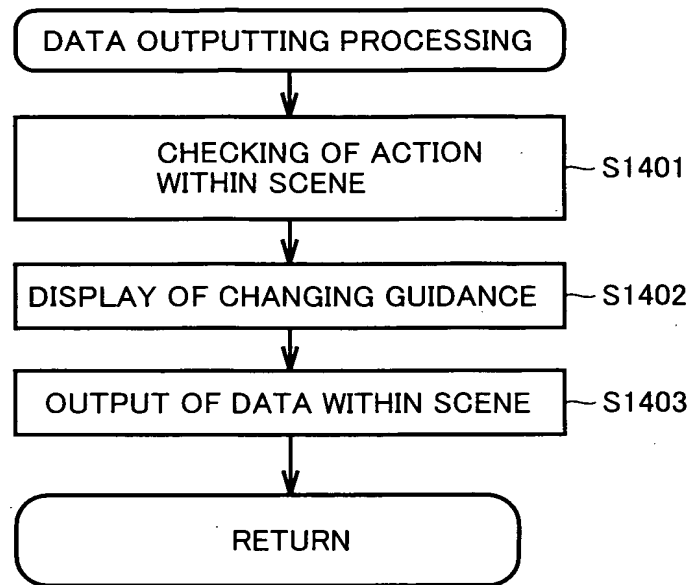 DATA OUTPUTTING PROCESSING
CHECKING OF ACTION
WITHIN SCENE
S1401
DISPLAY OF CHANGING GUIDANCE
S1402
OUTPUT OF DATA WITHIN SCENE
S1403
RETURN